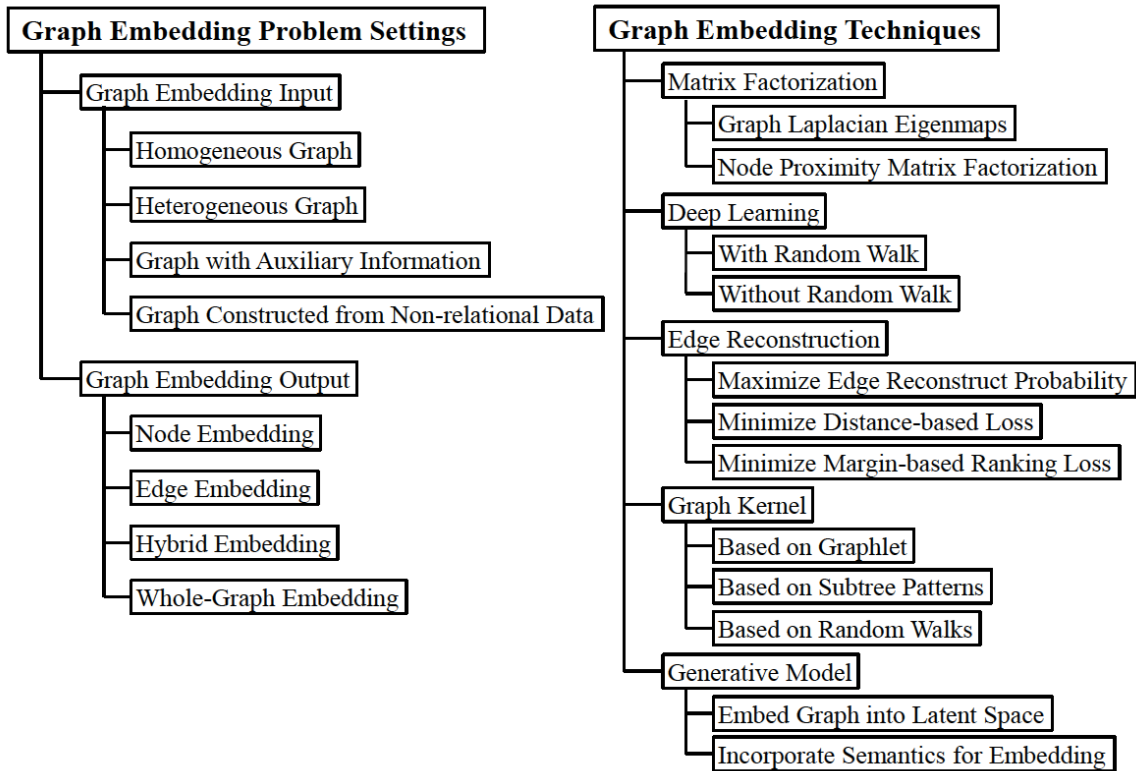 Graph Embedding Problem Settings
Graph Embedding Input
Homogeneous Graph
Heterogeneous Graph
Graph with Auxiliary Information
Graph Constructed from Non-relational Data
Graph Embedding Output
Node Embedding
Edge Embedding
Hybrid Embedding
Whole-Graph Embedding
Graph Embedding Techniques
Matrix Factorization
Graph Laplacian Eigenmaps
Node Proximity Matrix Factorization
Deep Learning
With Random Walk
Without Random Walk
Edge Reconstruction
Maximize Edge Reconstruct Probability
Minimize Distance-based Loss
Minimize Margin-based Ranking Loss
Graph Kernel
Based on Graphlet
Based on Subtree Patterns
Based on Random Walks
Generative Model
Embed Graph into Latent Space
Incorporate Semantics for Embedding